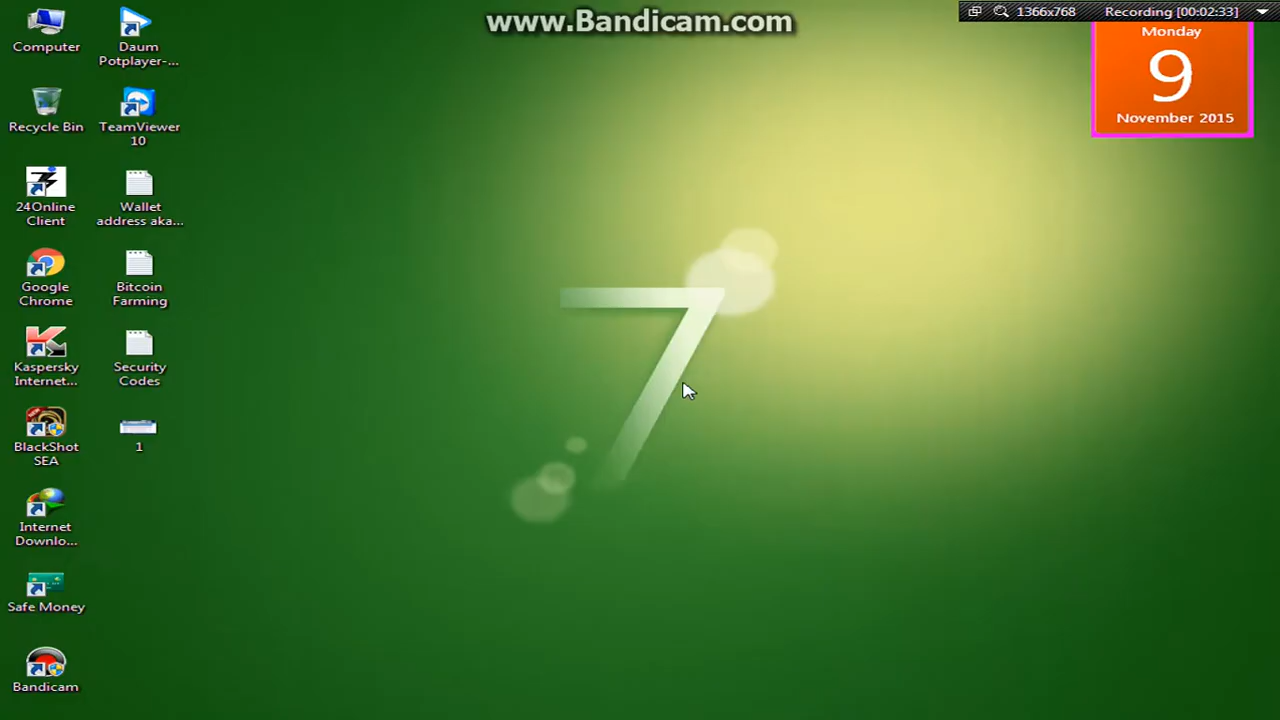 www.Bandicam.com
1366x768 Recording [00:02:33]
Monday
9
November 2015
7
Computer
Daum
Potplayer-...
Recycle Bin
TeamViewer
10
24Online
Client
Wallet
address aka...
Google
Chrome
Bitcoin
Farming
Kaspersky
Internet...
Security
Codes
BlackShot
SEA
1
Internet
Downlo...
Safe Money
Bandicam